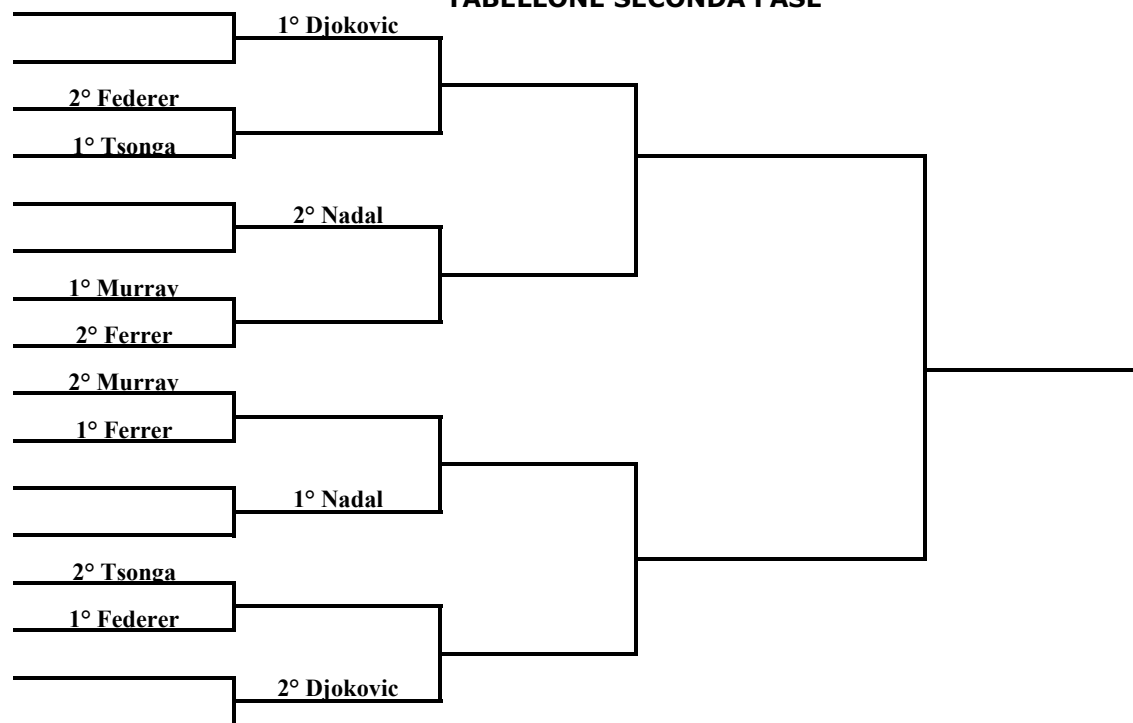 TABELLONE SECONDA FASE
1° Djokovic
2° Federer
1° Tsonga
2° Nadal
1° Murray
2° Ferrer
2° Murray
1° Ferrer
1° Nadal
2° Tsonga
1° Federer
2° Djokovic